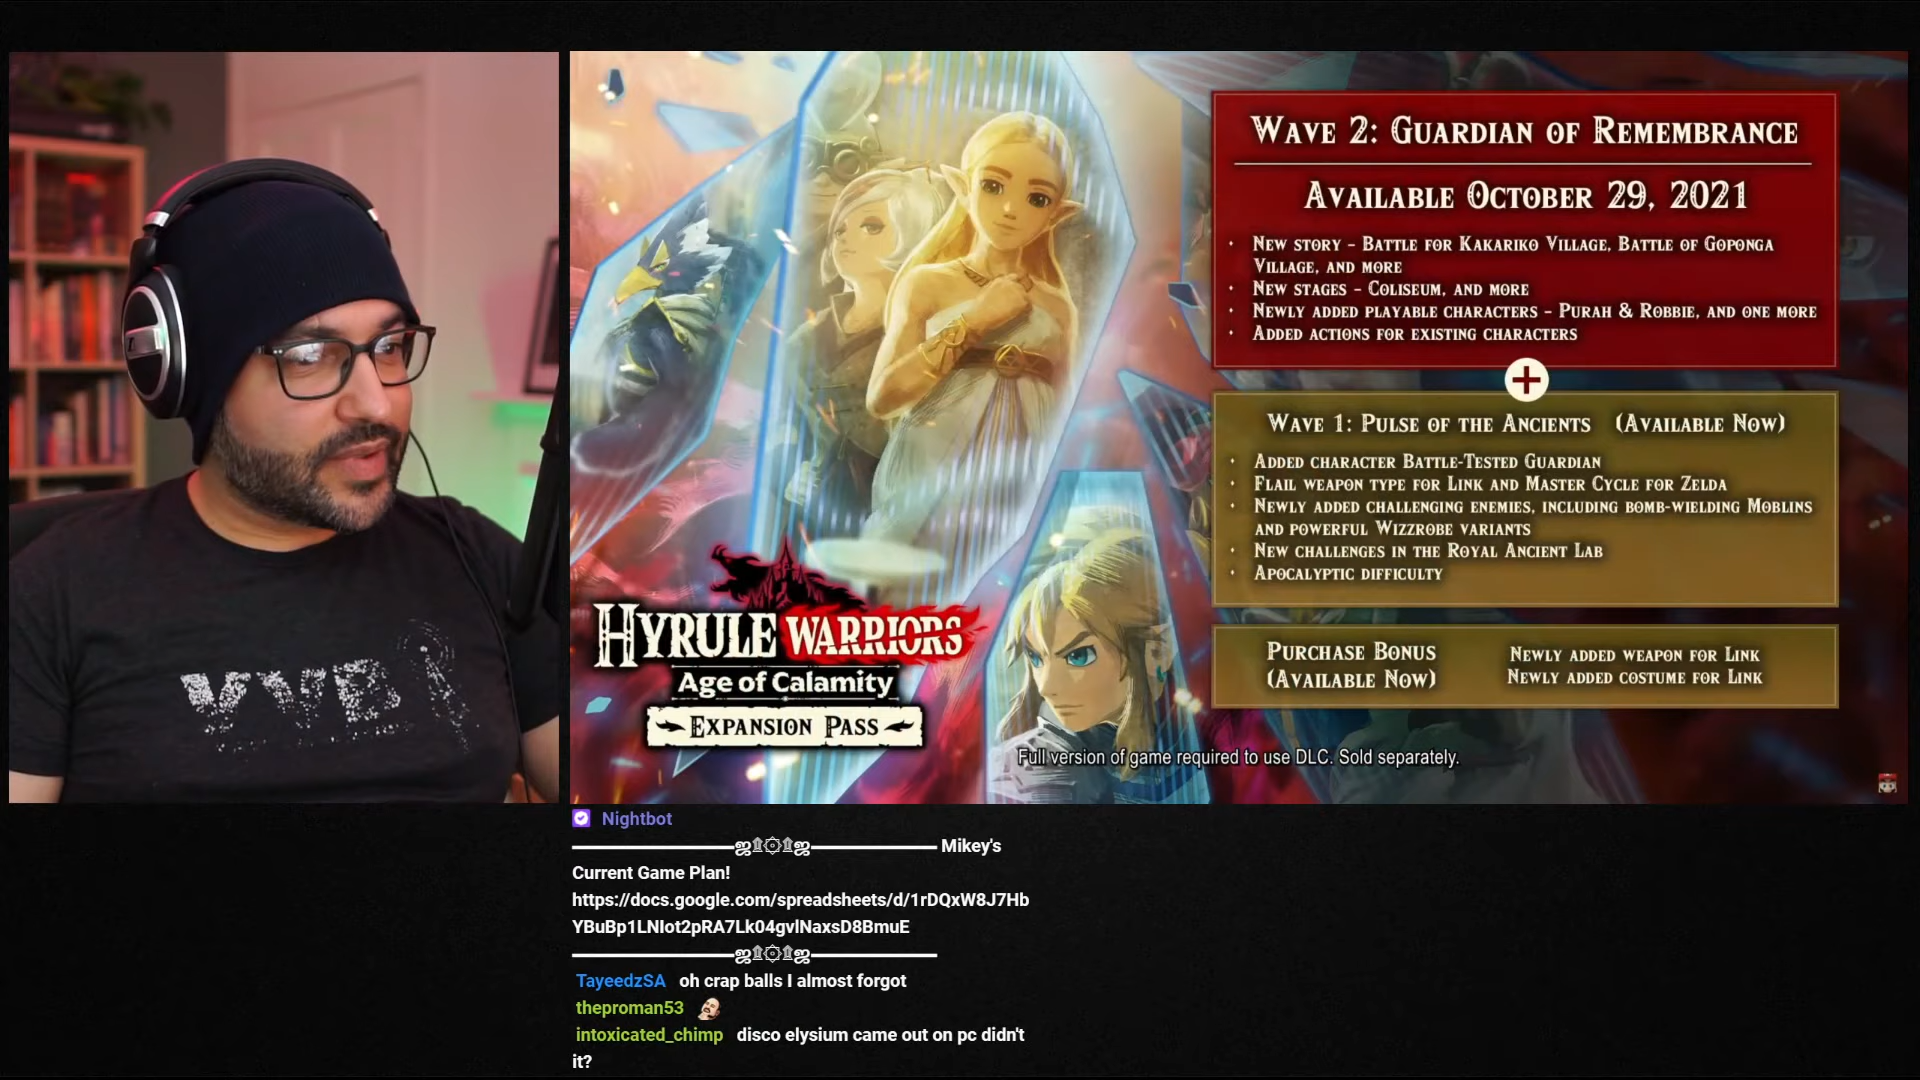 WAVE 2: GUARDIAN OF REMEMBRANCE
AVAILABLE OCTOBER 29, 2021
• NEW STORY – BATTLE FOR KAKARIKO VILLAGE, BATTLE OF GOPONGA
VILLAGE, AND MORE
• NEW STAGES – COLISEUM, AND MORE
• NEWLY ADDED PLAYABLE CHARACTERS – PURAH & ROBBIE, AND ONE MORE
• ADDED ACTIONS FOR EXISTING CHARACTERS
+
WAVE 1: PULSE OF THE ANCIENTS (AVAILABLE NOW)
• ADDED CHARACTER BATTLE-TESTED GUARDIAN
• FLAIL WEAPON TYPE FOR LINK AND MASTER CYCLE FOR ZELDA
• NEWLY ADDED CHALLENGING ENEMIES, INCLUDING BOMB-WIELDING MOBLINS
AND POWERFUL WIZZROBE VARIANTS
• NEW CHALLENGES IN THE ROYAL ANCIENT LAB
• APOCALYPTIC DIFFICULTY
PURCHASE BONUS
(AVAILABLE NOW)
NEWLY ADDED WEAPON FOR LINK
NEWLY ADDED COSTUME FOR LINK
HYRULE WARRIORS
Age of Calamity
EXPANSION PASS
Full version of game required to use DLC. Sold separately.
VVB
Nightbot
━━━━━━ஜ۩۞۩ஜ━━━━━━ Mikey's
Current Game Plan!
https://docs.google.com/spreadsheets/d/1rDQxW8J7Hb
YBuBp1LNIot2pRA7Lk04gvlNaxsD8BmuE
━━━━━━ஜ۩۞۩ஜ━━━━━━
TayeedzSA oh crap balls I almost forgot
theproman53
intoxicated_chimp disco elysium came out on pc didn't
it?